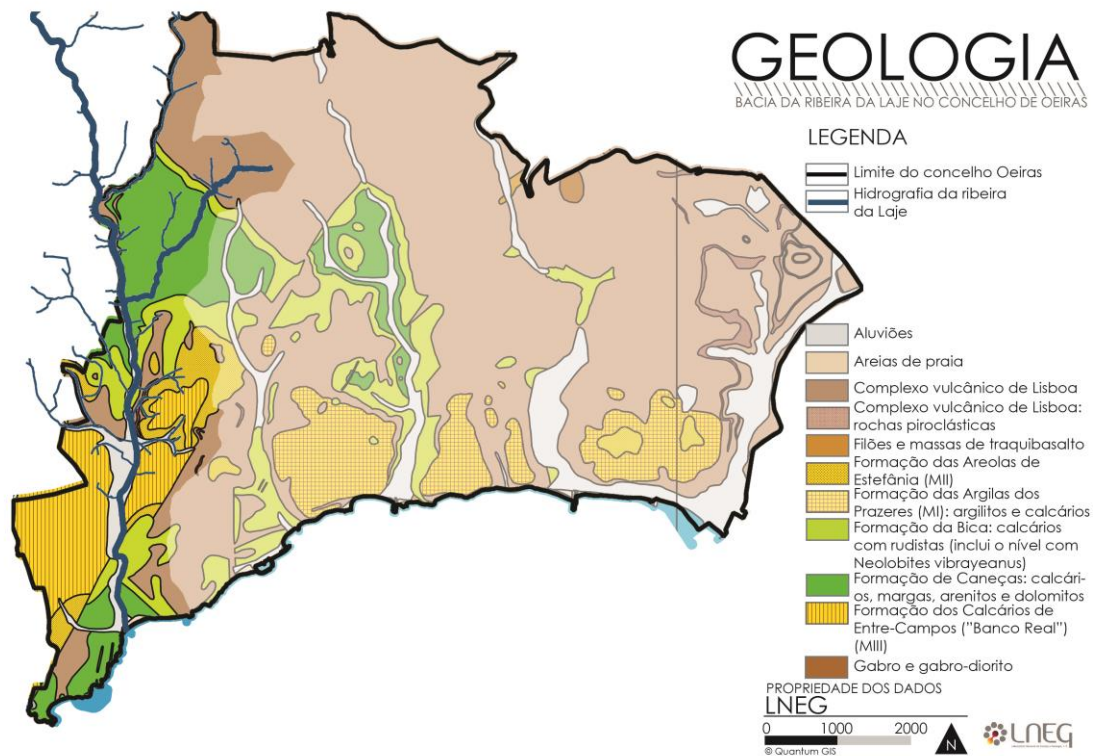 GEOLOGIA
BACIA DA RIBEIRA DA LAJE NO CONCELHO DE OEIRAS
LEGENDA
Limite do concelho Oeiras
Hidrografia da ribeira
da Laje
Aluviões
Areias de praia
Complexo vulcânico de Lisboa
Complexo vulcânico de Lisboa:
rochas piroclásticas
Filões e massas de traquibasalto
Formação das Areolas de
Estefânia (MII)
Formação das Argilas dos
Prazeres (MI): argilitos e calcários
Formação da Bica: calcários
com rudistas (inclui o nível com
Neolobites vibrayeanus)
Formação de Caneças: calcári-
os, margas, arenitos e dolomitos
Formação dos Calcários de
Entre-Campos ("Banco Real")
(MIII)
Gabro e gabro-diorito
PROPRIEDADE DOS DADOS
LNEG
0 1000 2000
© Quantum GIS
N
LNEG